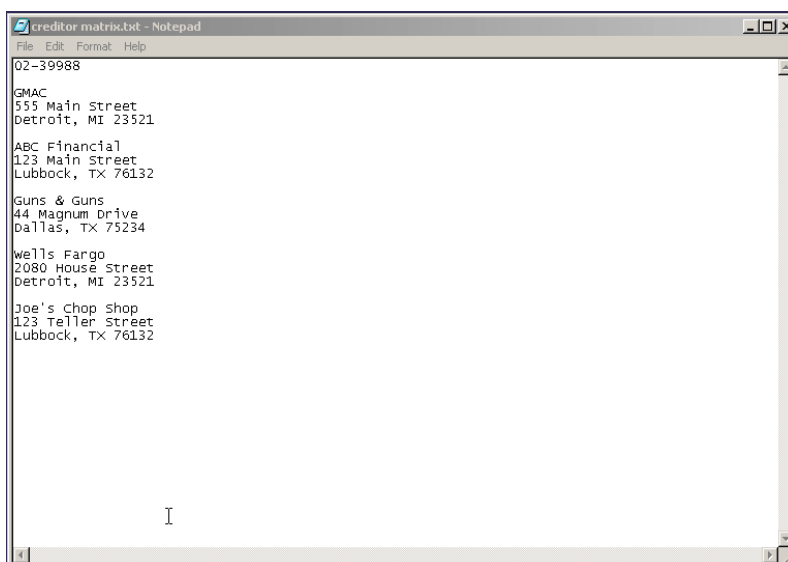 creditor matrix.txt - Notepad
File Edit Format Help
02-39988
GMAC
555 Main Street
Detroit, MI 23521
ABC Financial
123 Main Street
Lubbock, TX 76132
Guns & Guns
44 Magnum Drive
Dallas, TX 75234
Wells Fargo
2080 House Street
Detroit, MI 23521
Joe's Chop Shop
123 Teller Street
Lubbock, TX 76132